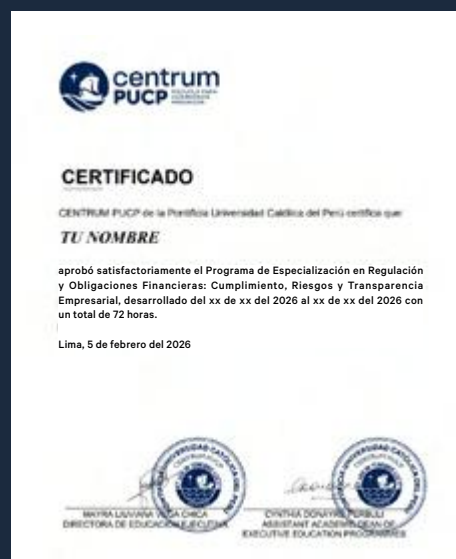 centrum
PUCP
CERTIFICADO
CENTRUM PUCP de la Pontificia Universidad Católica del Perú certifica que
TU NOMBRE
aprobó satisfactoriamente el Programa de Especialización en Regulación
y Obligaciones Financieras: Cumplimiento, Riesgos y Transparencia
Empresarial, desarrollado del xx de xx del 2026 al xx de xx del 2026 con
un total de 72 horas.
Lima, 5 de febrero del 2026
DIRECTORA DE EDUCACIÓN EJECUTIVA
ASSISTANT ACADEMIC DEAN OF
EXECUTIVE EDUCATION PROGRAMMES